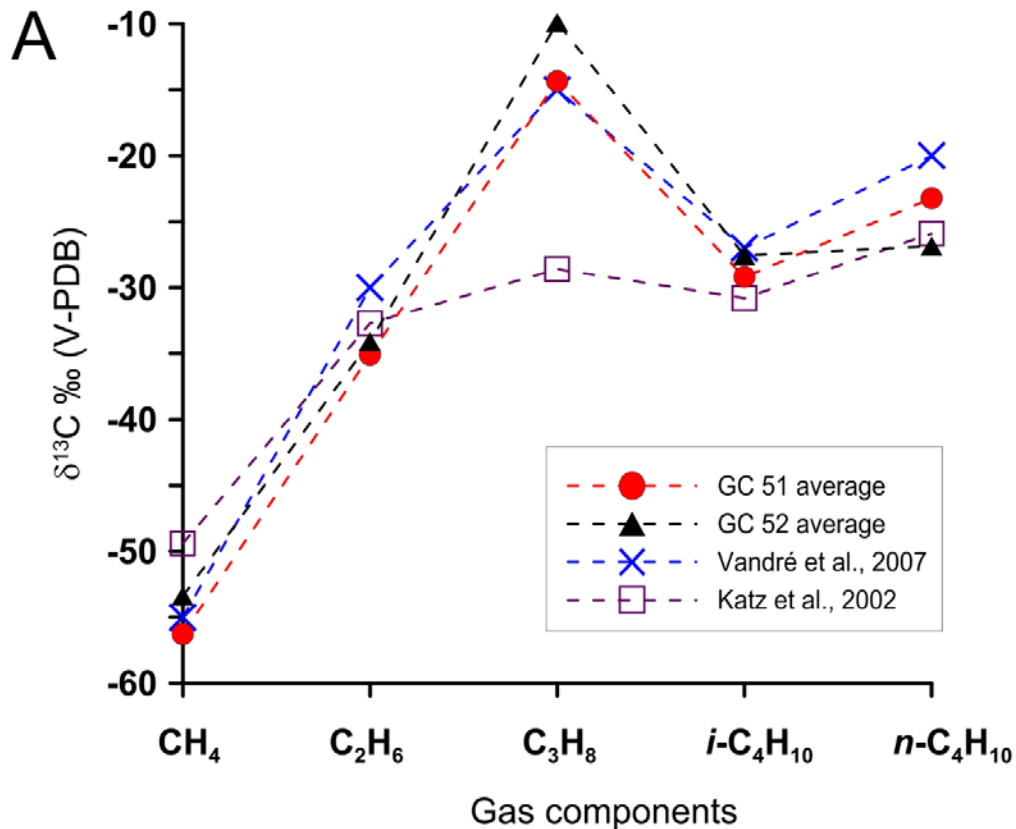 A
-10
-20
-30
-40
-50
-60
δ¹³C ‰ (V-PDB)
GC 51 average
GC 52 average
Vandré et al., 2007
Katz et al., 2002
CH₄ C₂H₆ C₃H₈ i-C₄H₁₀ n-C₄H₁₀
Gas components